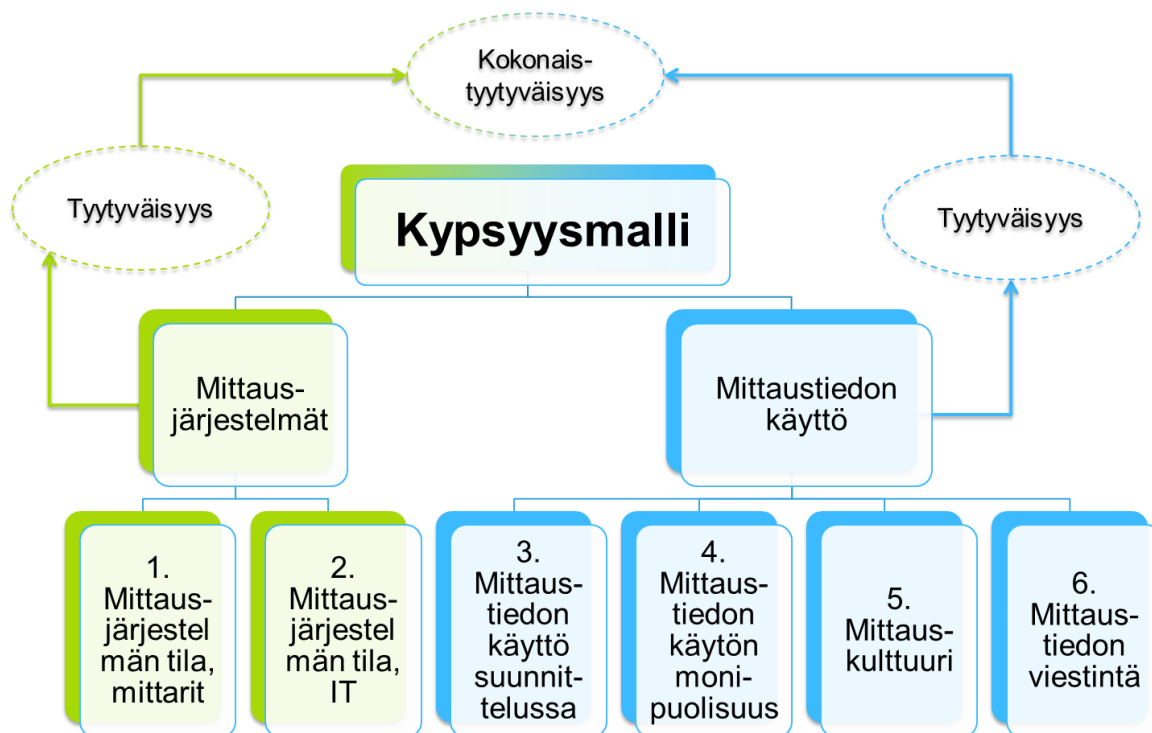 Kokonais-
tyytyväisyys
Tyytyväisyys
Tyytyväisyys
Kypsyysmalli
Mittaus-
järjestelmät
Mittaustiedon
käyttö
1.
Mittaus-
järjestel
män tila,
mittarit
2.
Mittaus-
järjestel
män tila,
IT
3.
Mittaus-
tiedon
käyttö
suunnit-
telussa
4.
Mittaus-
tiedon
käytön
moni-
puolisuus
5.
Mittaus-
kulttuuri
6.
Mittaus-
tiedon
viestintä